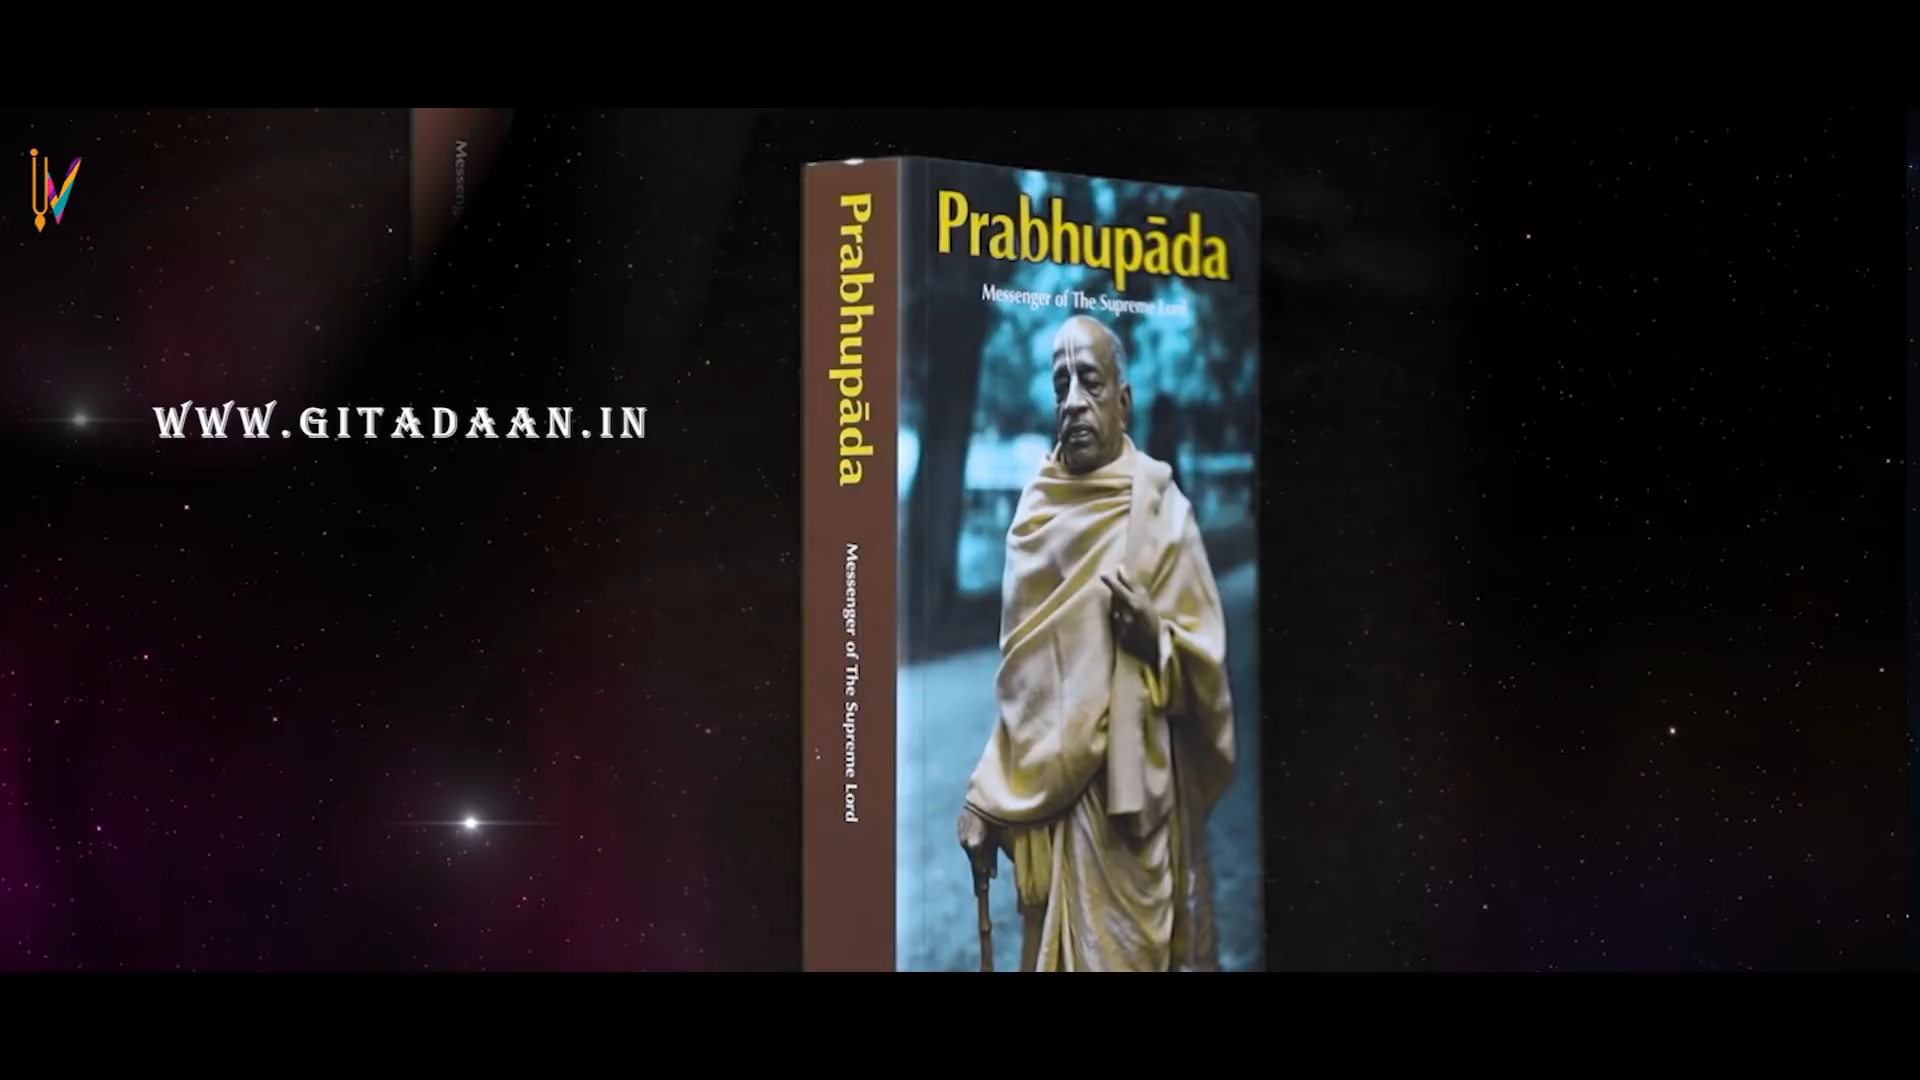 WWW.GITADAAN.IN
Prabhupāda
Messenger of The Supreme Lord
Prabhupāda
Messenger of The Supreme Lord